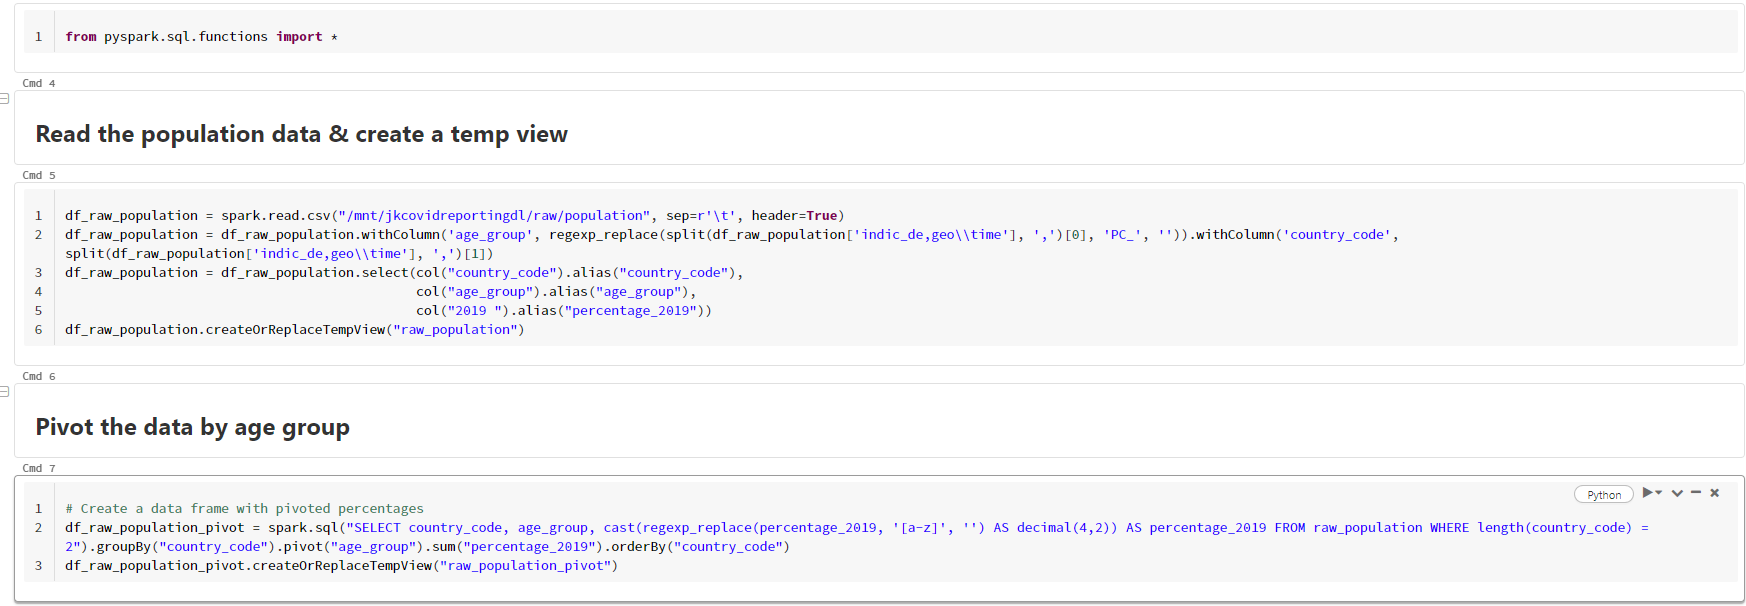 1 from pyspark.sql.functions import *
Cmd 4
Read the population data & create a temp view
Cmd 5
1 df_raw_population = spark.read.csv("/mnt/jkcovidreportingdl/raw/population", sep=r'\t', header=True)
2 df_raw_population = df_raw_population.withColumn('age_group', regexp_replace(split(df_raw_population['indic_de,geo\\time'], ',')[0], 'PC_', '')).withColumn('country_code',
split(df_raw_population['indic_de,geo\\time'], ',')[1])
3 df_raw_population = df_raw_population.select(col("country_code").alias("country_code"),
4 col("age_group").alias("age_group"),
5 col("2019 ").alias("percentage_2019"))
6 df_raw_population.createOrReplaceTempView("raw_population")
Cmd 6
Pivot the data by age group
Cmd 7
Python
1 # Create a data frame with pivoted percentages
2 df_raw_population_pivot = spark.sql("SELECT country_code, age_group, cast(regexp_replace(percentage_2019, '[a-z]', '') AS decimal(4,2)) AS percentage_2019 FROM raw_population WHERE length(country_code) =
2").groupBy("country_code").pivot("age_group").sum("percentage_2019").orderBy("country_code")
3 df_raw_population_pivot.createOrReplaceTempView("raw_population_pivot")